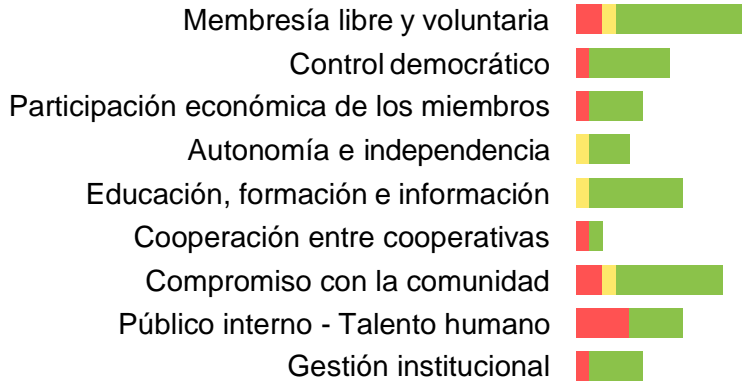 Membresía libre y voluntaria
Control democrático
Participación económica de los miembros
Autonomía e independencia
Educación, formación e información
Cooperación entre cooperativas
Compromiso con la comunidad
Público interno - Talento humano
Gestión institucional